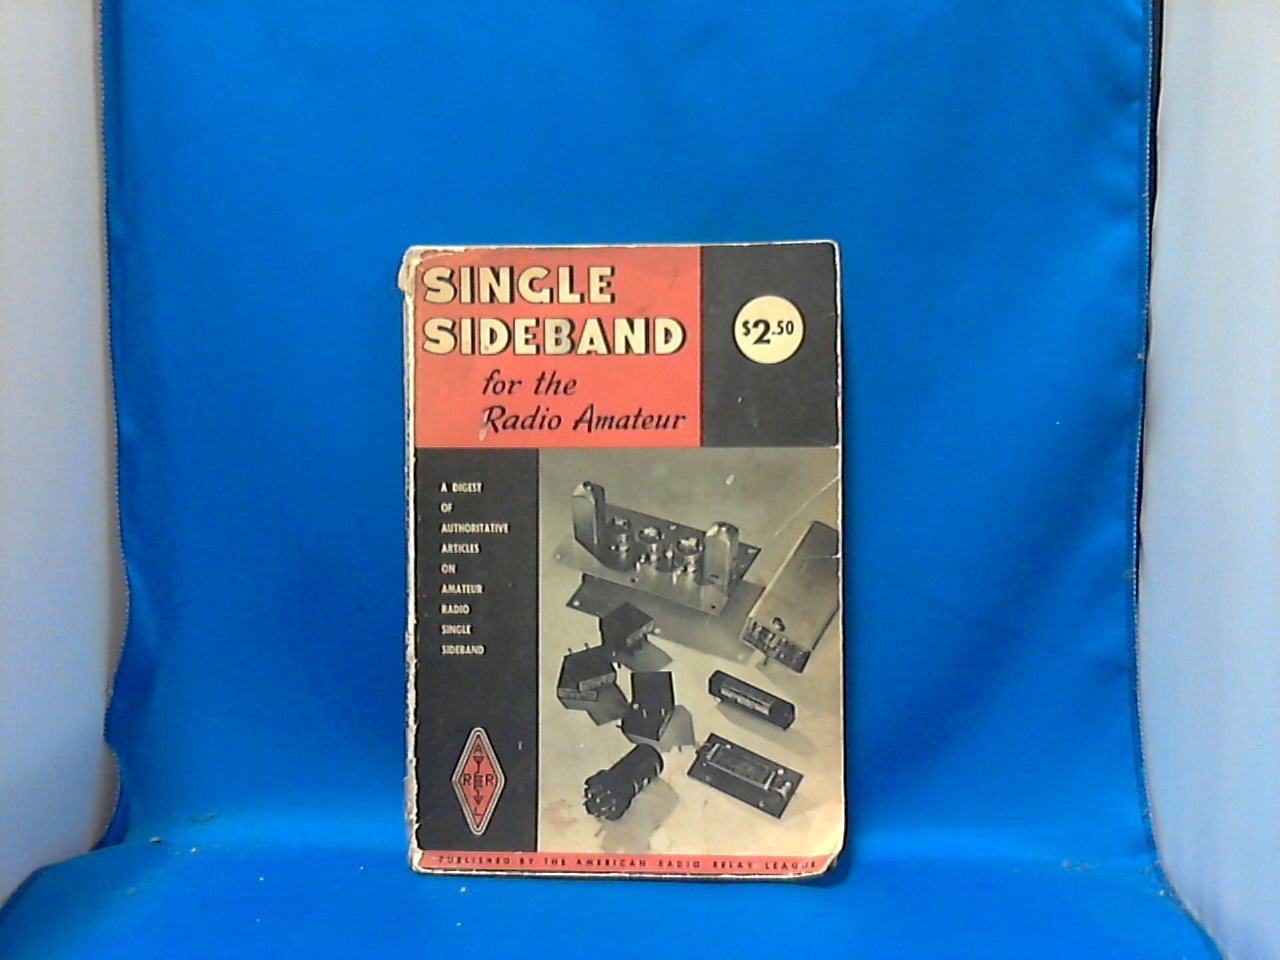 SINGLE
SIDEBAND
for the
Radio Amateur
$2.50
A DIGEST
OF
AUTHORITATIVE
ARTICLES
ON
AMATEUR
RADIO
SINGLE
SIDEBAND
A
R R
L
PUBLISHED BY THE AMERICAN RADIO RELAY LEAGUE